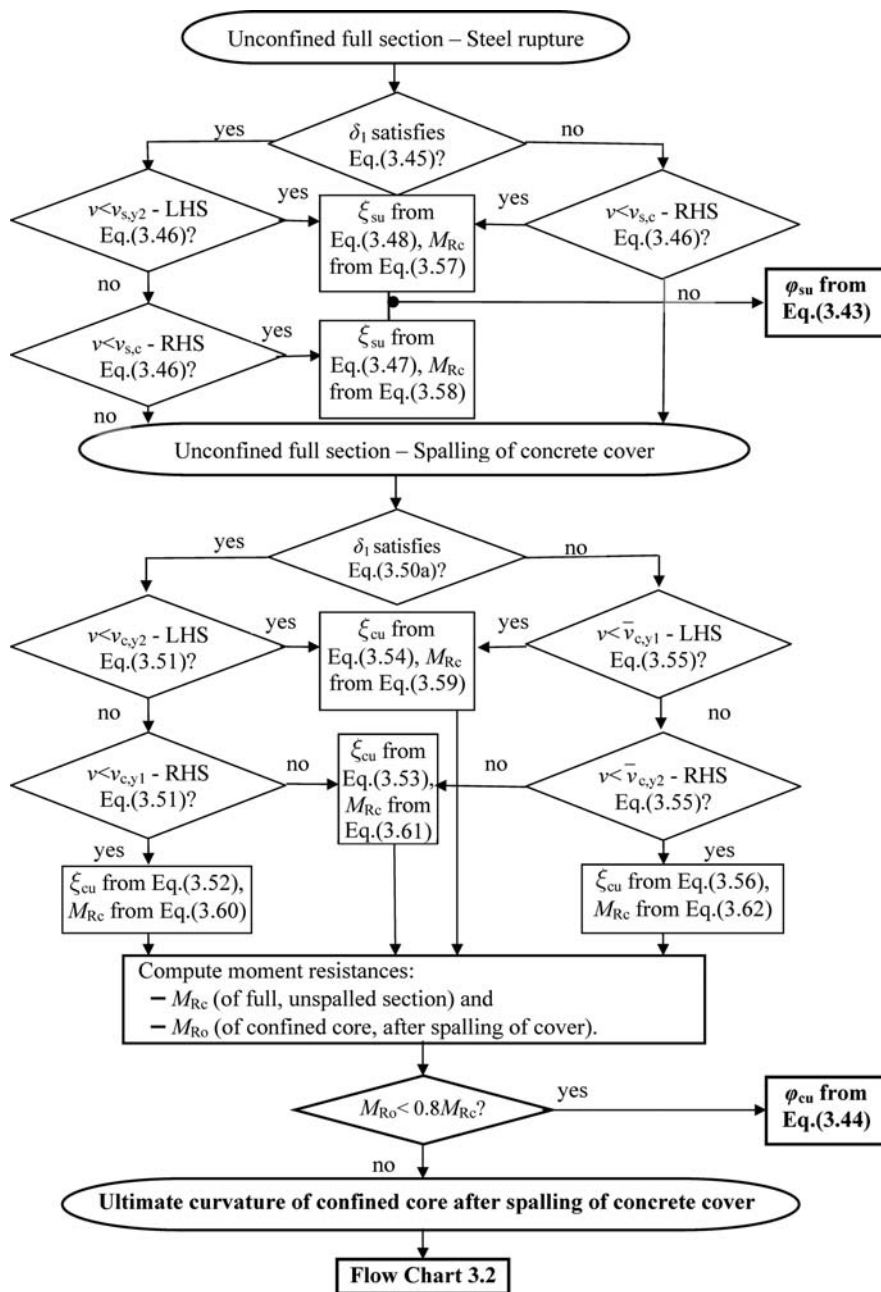 Unconfined full section – Steel rupture
yes
δ1 satisfies
Eq.(3.45)?
no
ν<νs,y2 - LHS
Eq.(3.46)?
yes
ξsu from
Eq.(3.48), MRc
from Eq.(3.57)
yes
ν<νs,c - RHS
Eq.(3.46)?
no
no
φsu from
Eq.(3.43)
ν<νs,c - RHS
Eq.(3.46)?
yes
ξsu from
Eq.(3.47), MRc
from Eq.(3.58)
no
Unconfined full section – Spalling of concrete cover
yes
δ1 satisfies
Eq.(3.50a)?
no
ν<νc,y2 - LHS
Eq.(3.51)?
yes
ξcu from
Eq.(3.54), MRc
from Eq.(3.59)
yes
ν<ν̅c,y1 - LHS
Eq.(3.55)?
no
no
ν<νc,y1 - RHS
Eq.(3.51)?
no
ξcu from
Eq.(3.53),
MRc from
Eq.(3.61)
no
ν<ν̅c,y2 - RHS
Eq.(3.55)?
yes
yes
ξcu from Eq.(3.52),
MRc from Eq.(3.60)
ξcu from Eq.(3.56),
MRc from Eq.(3.62)
Compute moment resistances:
– MRc (of full, unspalled section) and
– MRo (of confined core, after spalling of cover).
MRo< 0.8MRc?
yes
φcu from
Eq.(3.44)
no
Ultimate curvature of confined core after spalling of concrete cover
Flow Chart 3.2